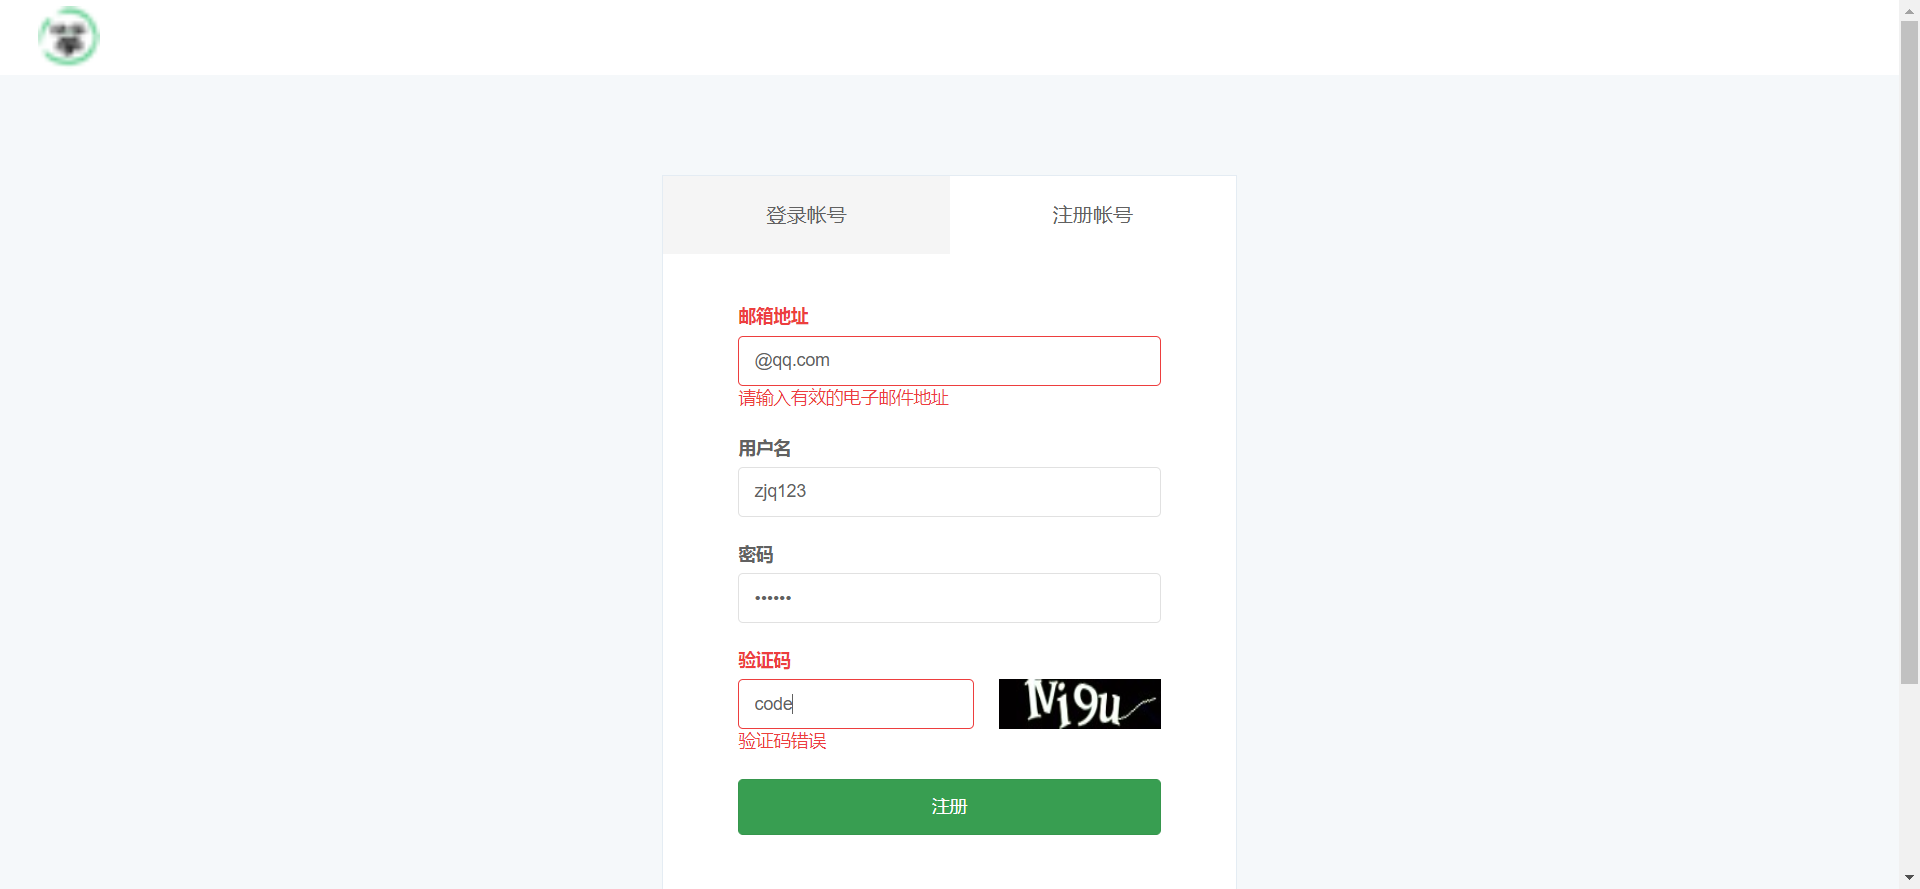 登录帐号
注册帐号
邮箱地址
@qq.com
请输入有效的电子邮件地址
用户名
zjq123
密码
••••••
验证码
code
验证码错误
注册